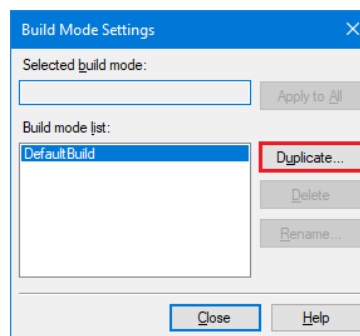 Build Mode Settings
Selected build mode:
Apply to All
Build mode list:
DefaultBuild
Duplicate...
Delete
Rename...
Close
Help